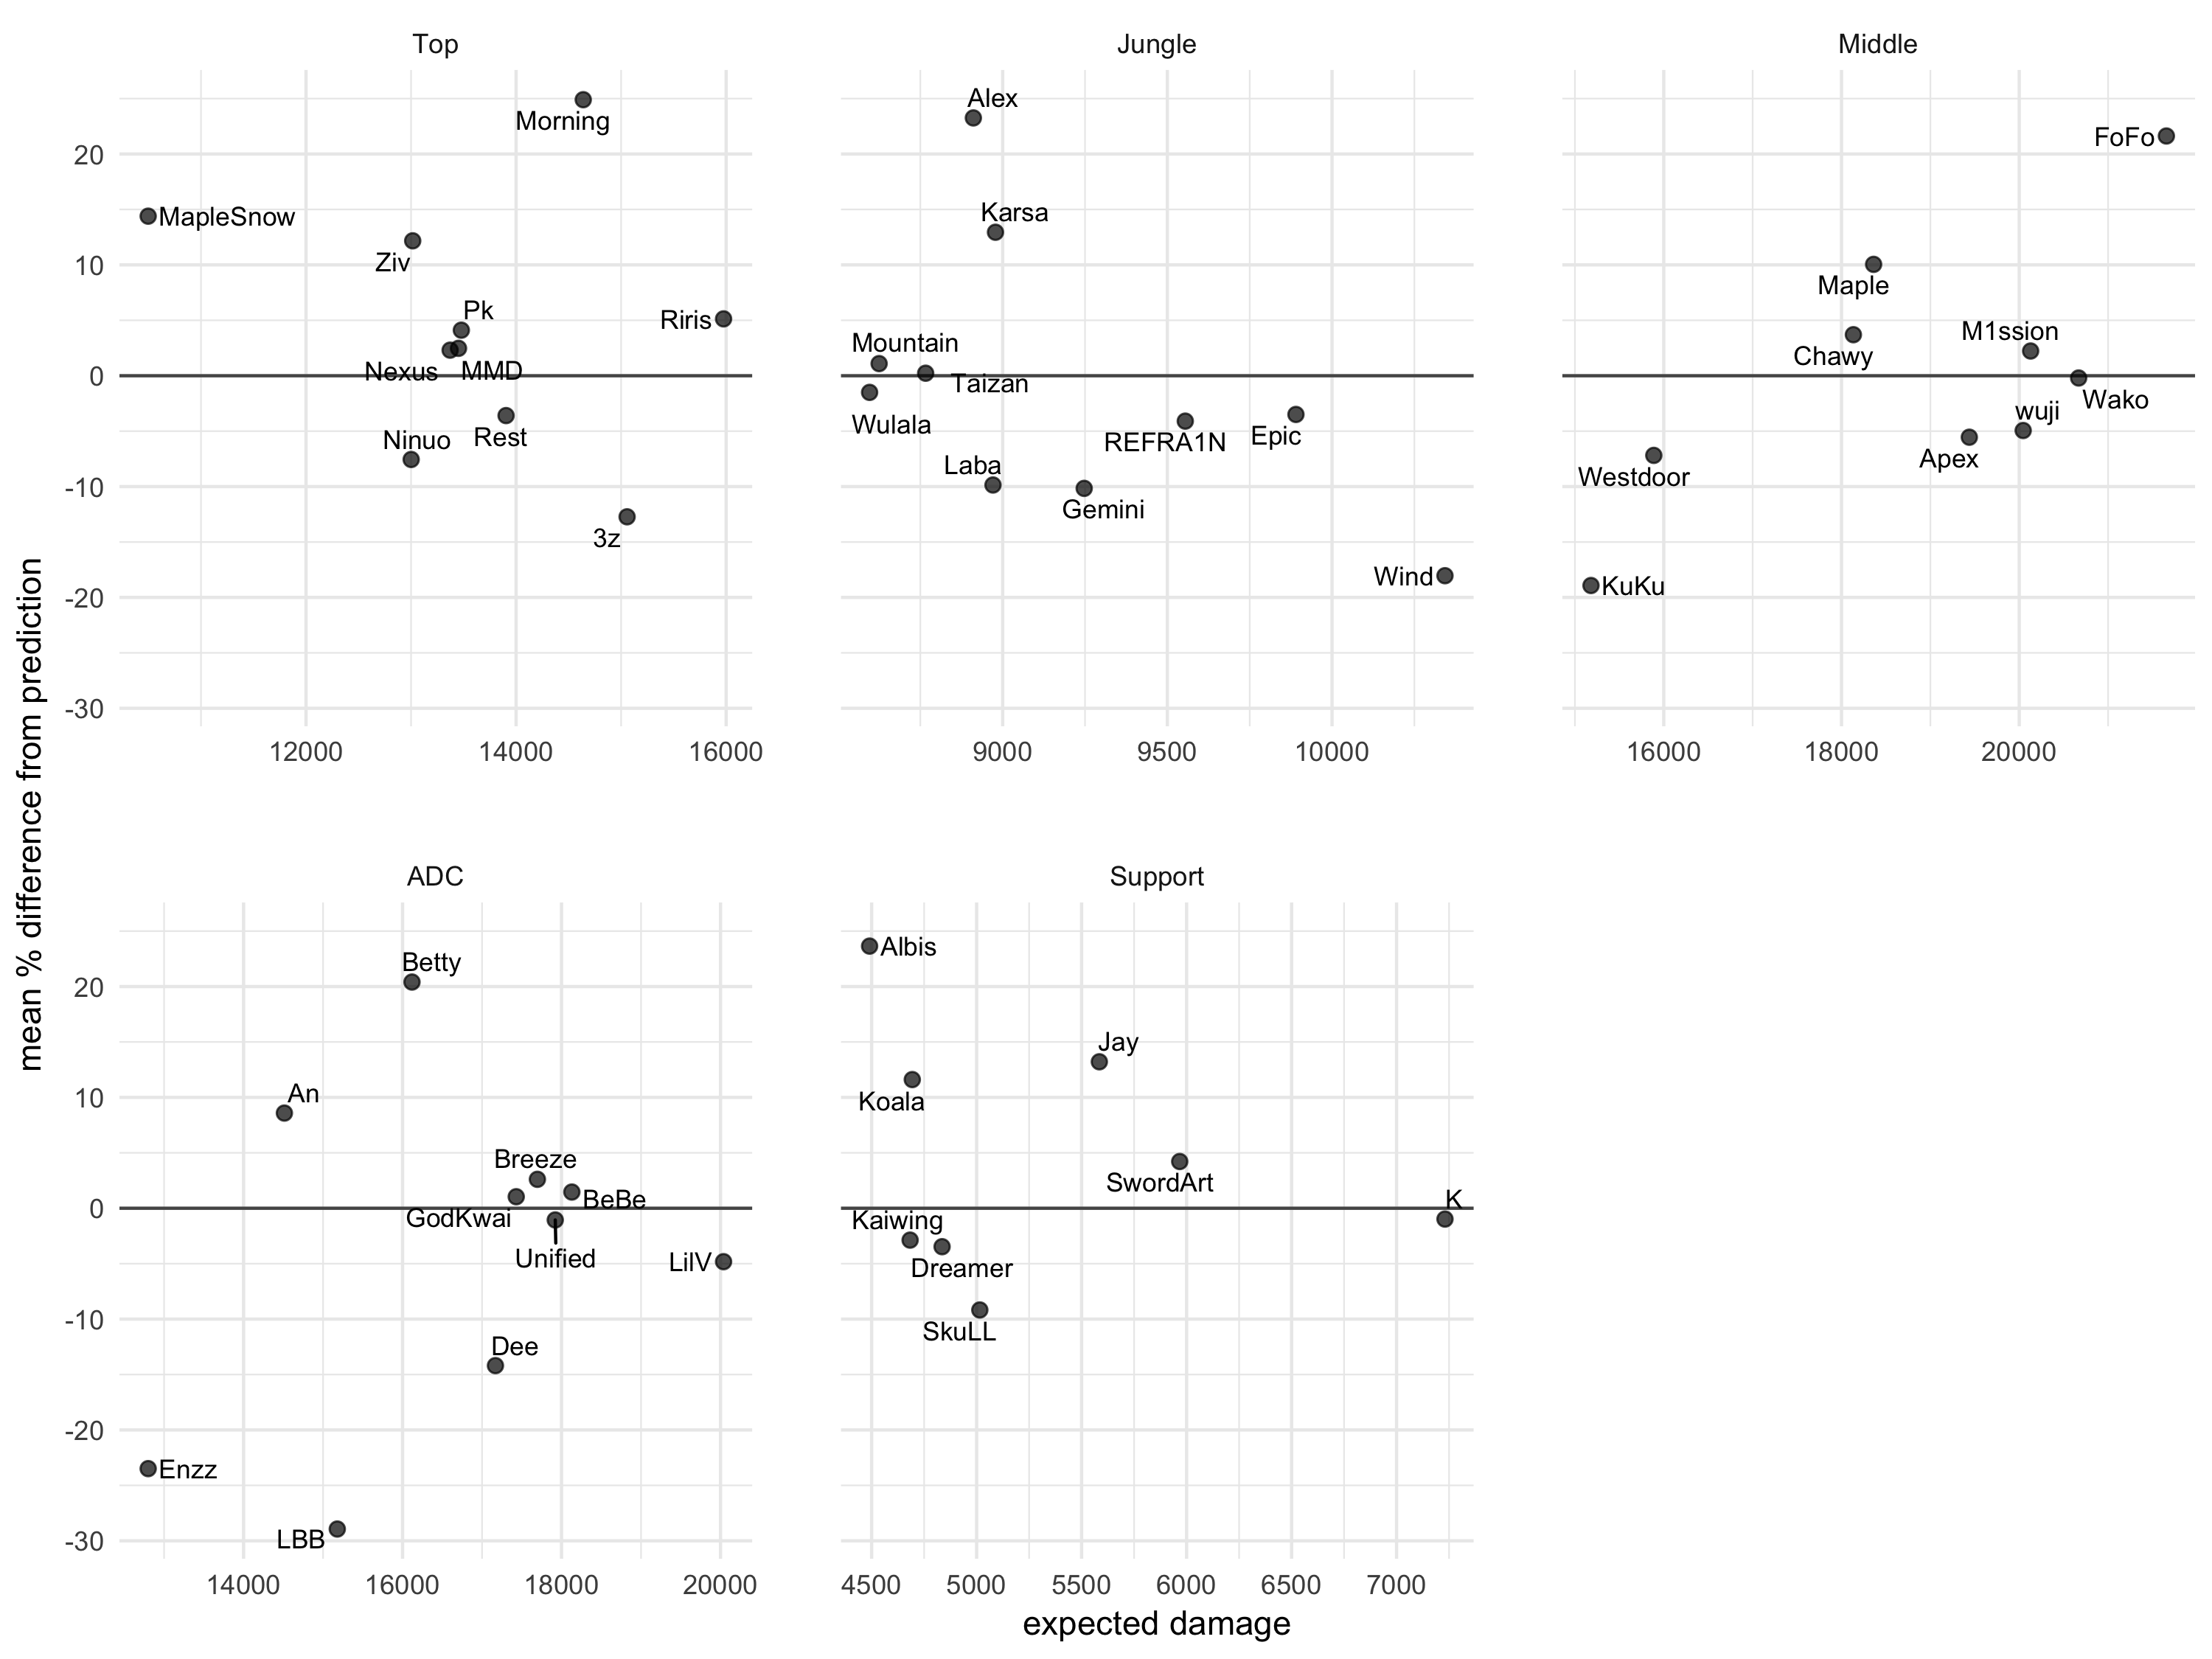 Top
Jungle
Middle
mean % difference from prediction
20
10
0
-10
-20
-30
Morning
MapleSnow
Ziv
Pk
Riris
Nexus
MMD
Ninuo
Rest
3z
12000
14000
16000
Alex
Karsa
Mountain
Taizan
Wulala
REFRA1N
Epic
Laba
Gemini
Wind
9000
9500
10000
FoFo
Maple
M1ssion
Chawy
Wako
wuji
Apex
Westdoor
KuKu
16000
18000
20000
ADC
Support
20
10
0
-10
-20
-30
Betty
An
Breeze
BeBe
GodKwai
Unified
LilV
Dee
Enzz
LBB
14000
16000
18000
20000
Albis
Jay
Koala
SwordArt
K
Kaiwing
Dreamer
SkuLL
4500
5000
5500
6000
6500
7000
expected damage